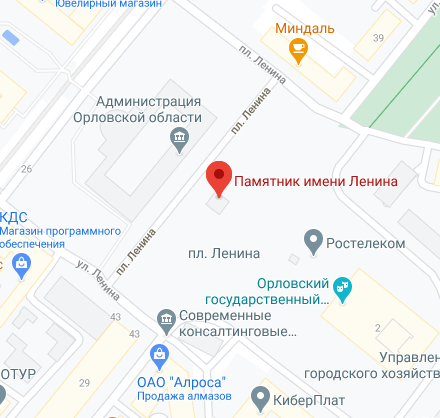 Ювелирный магазин
Миндаль
ул.
39
пл. Ленина
Администрация
Орловской области
пл. Ленина
26
Памятник имени Ленина
КДС
Магазин программного
обеспечения
с
пл. Ленина
пл. Ленина
Ростелеком
ул. Ленина
Орловский
государственный...
43
43
Современные
консалтинговые...
2
ОТУР
ОАО "Алроса"
Продажа алмазов
29
Управлен
городского хозяйств
КиберПлат